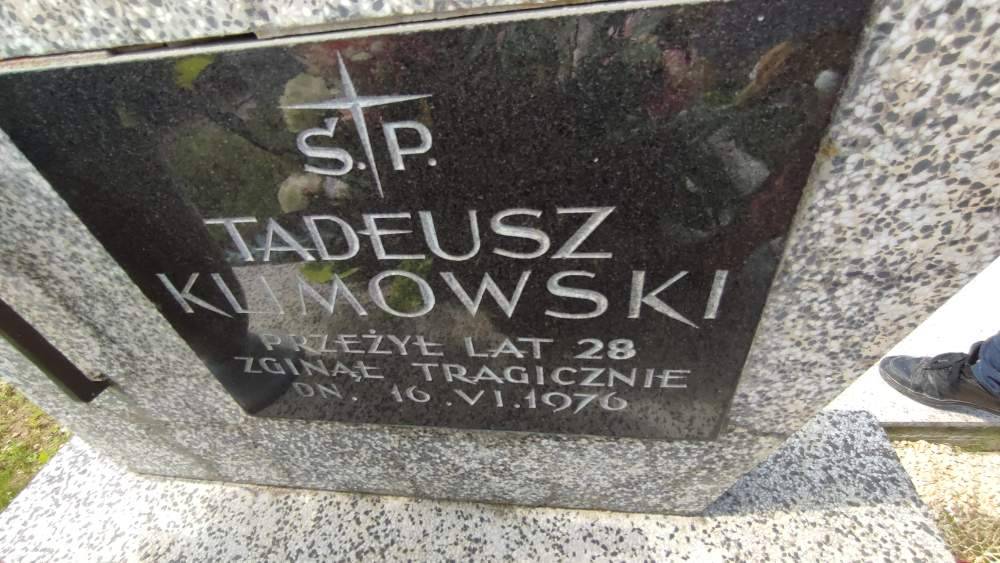 Ś.P.
TADEUSZ
KLIMOWSKI
PRZEŻYŁ LAT 28
ZGINĄŁ TRAGICZNIE
DN. 16.VI.1976